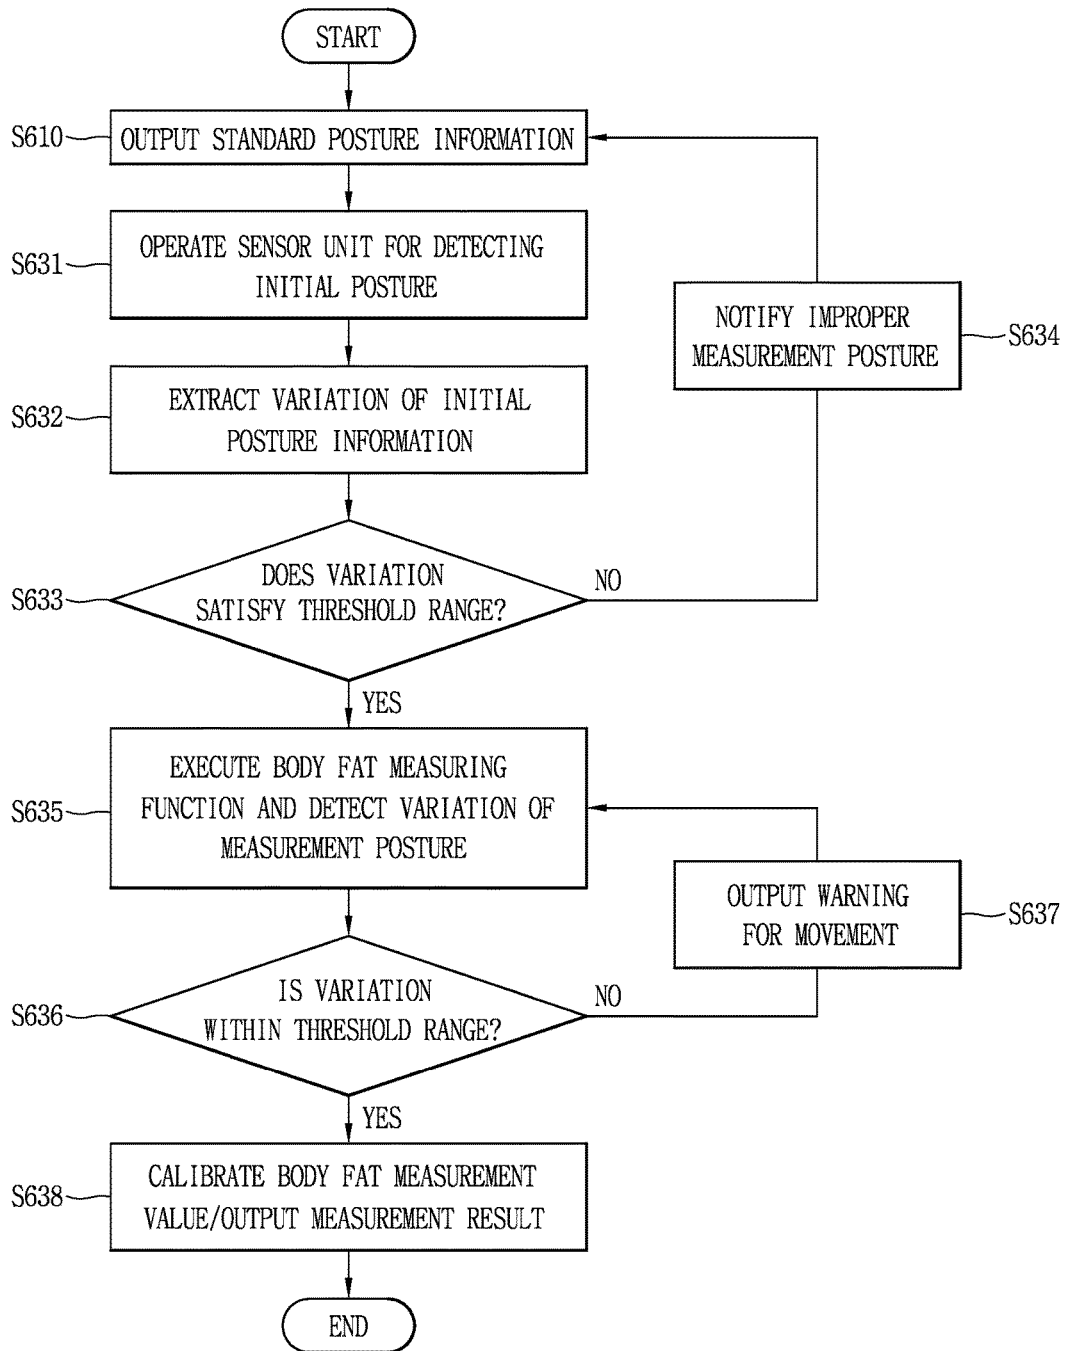 START
S610
OUTPUT STANDARD POSTURE INFORMATION
S631
OPERATE SENSOR UNIT FOR DETECTING
INITIAL POSTURE
S632
EXTRACT VARIATION OF INITIAL
POSTURE INFORMATION
S633
DOES VARIATION
SATISFY THRESHOLD RANGE?
NO
NOTIFY IMPROPER
MEASUREMENT POSTURE
S634
YES
S635
EXECUTE BODY FAT MEASURING
FUNCTION AND DETECT VARIATION OF
MEASUREMENT POSTURE
S636
IS VARIATION
WITHIN THRESHOLD RANGE?
NO
OUTPUT WARNING
FOR MOVEMENT
S637
YES
S638
CALIBRATE BODY FAT MEASUREMENT
VALUE/OUTPUT MEASUREMENT RESULT
END